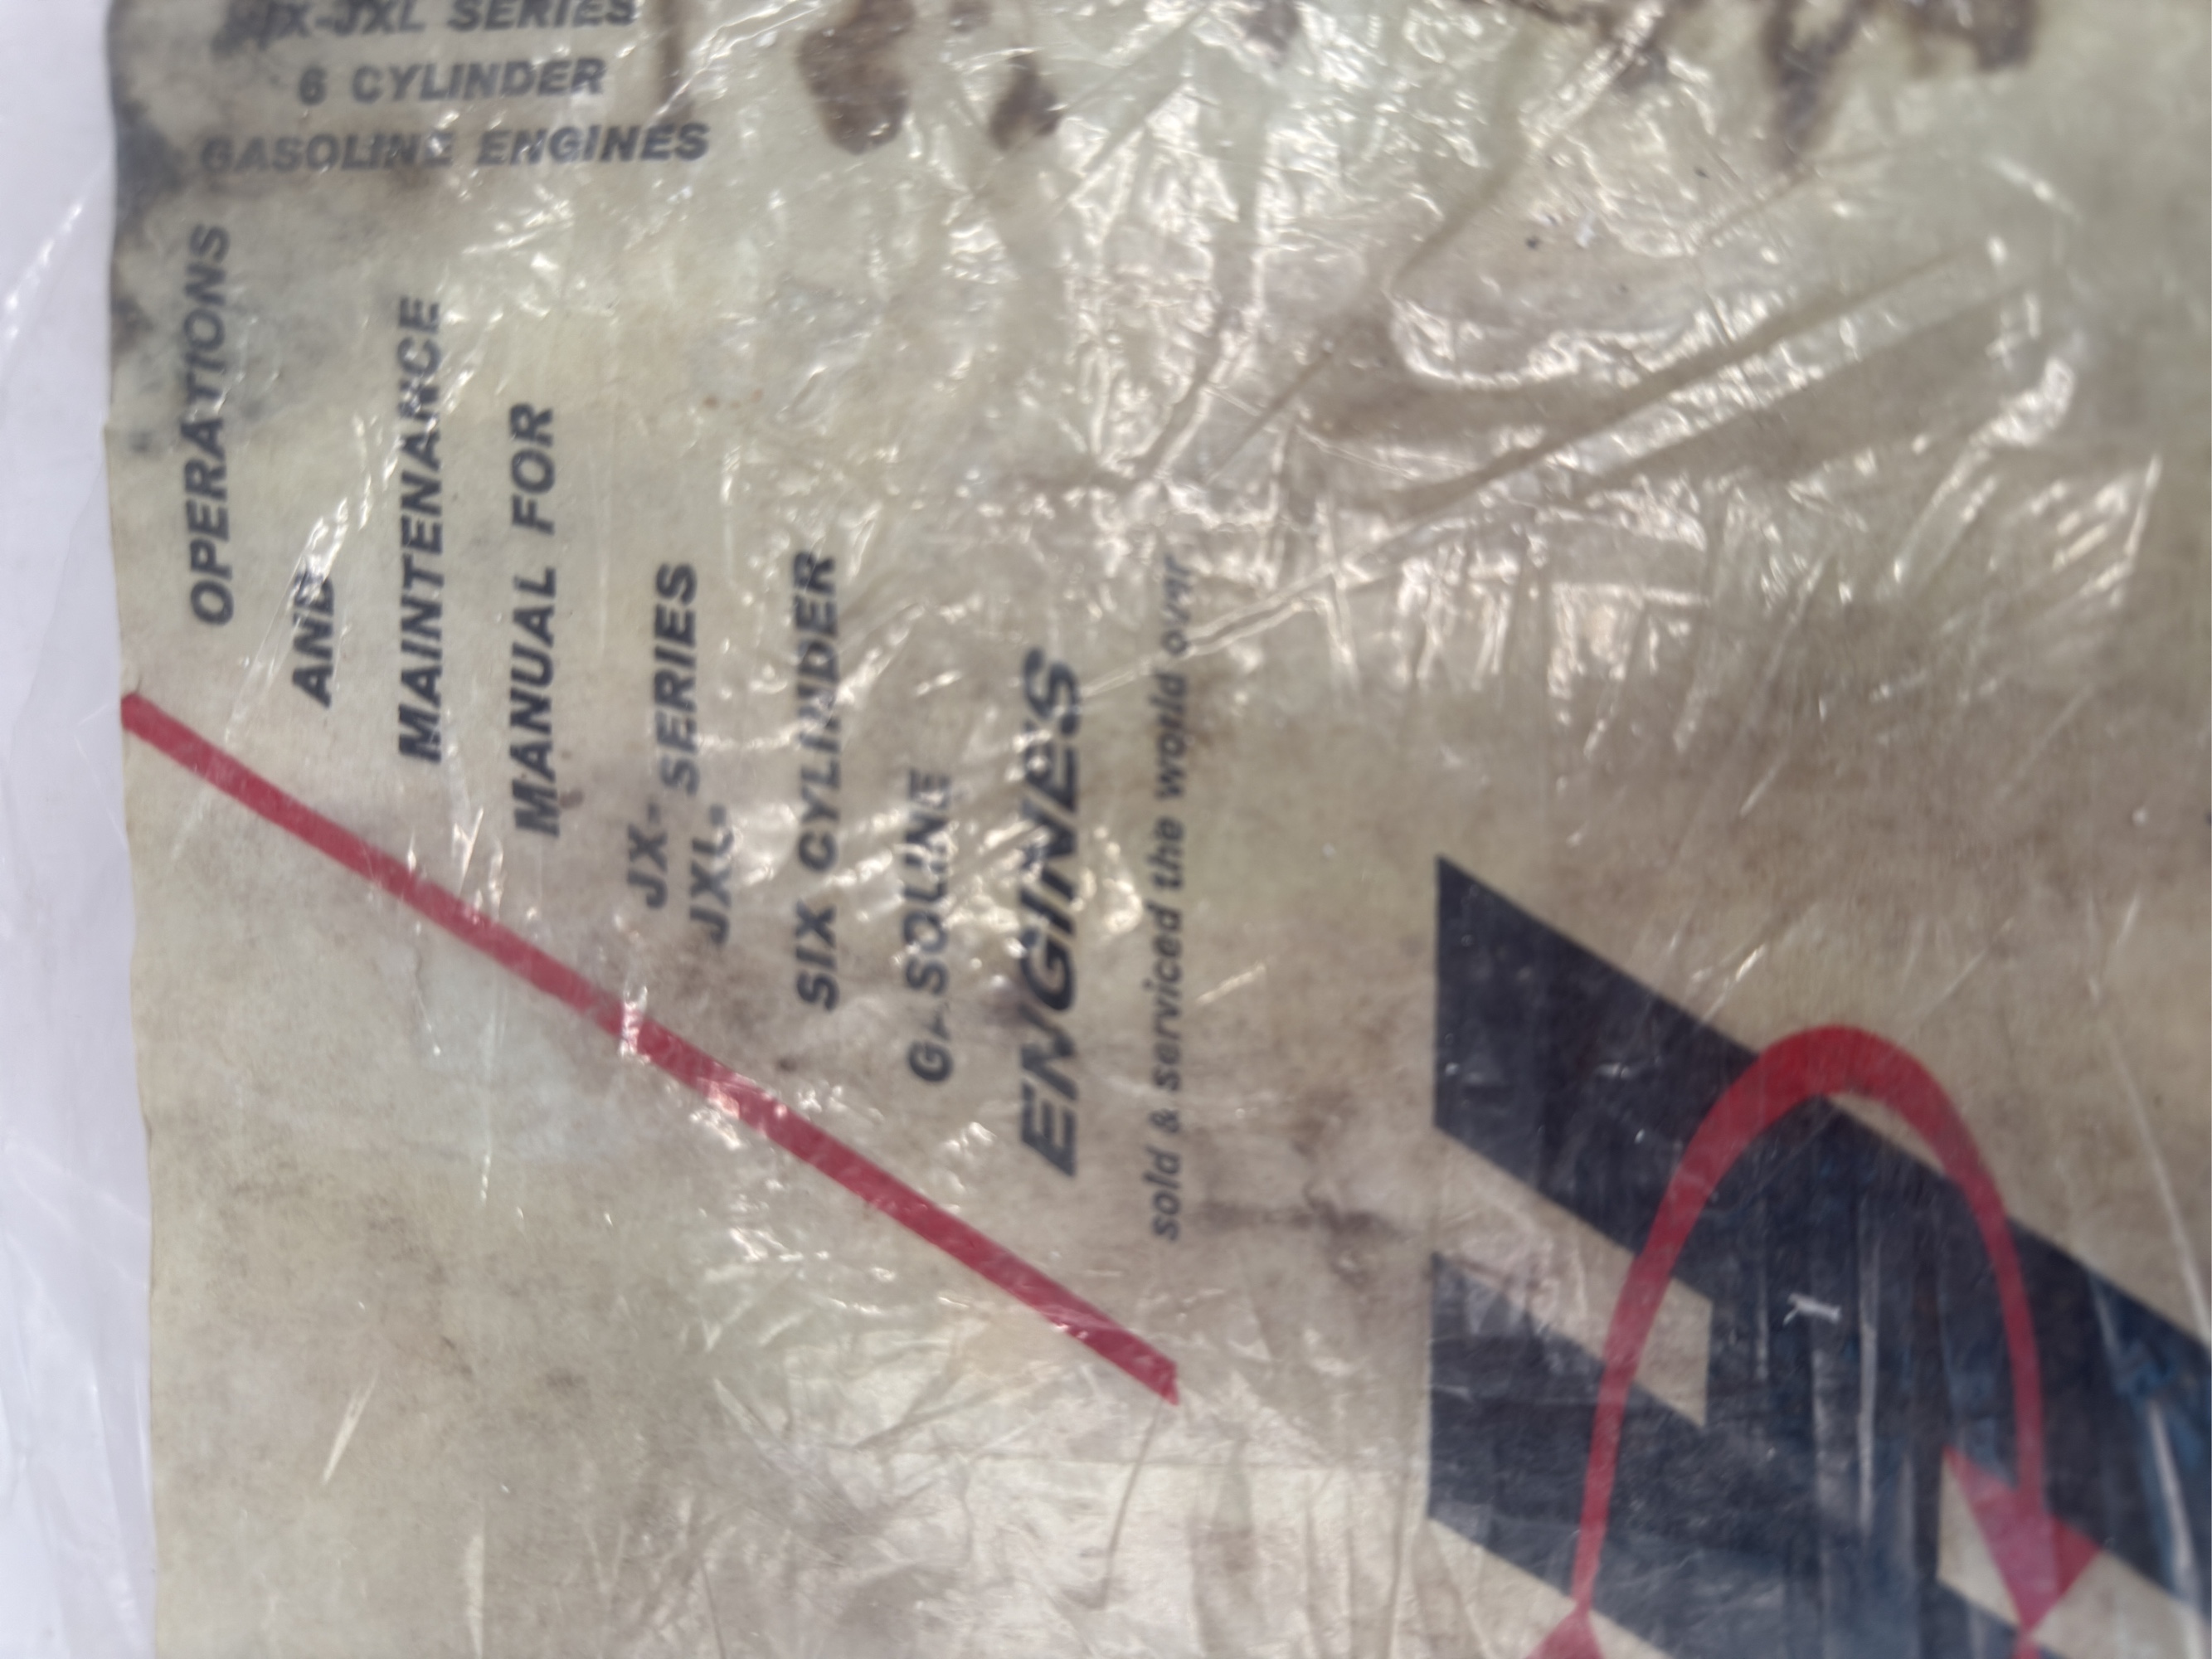 JX-JXL SERIES
6 CYLINDER
GASOLINE ENGINES
OPERATIONS
AND
MAINTENANCE
MANUAL FOR
JX- SERIES
JXL-
SIX CYLINDER
GASOLINE
ENGINES
sold & serviced the world over